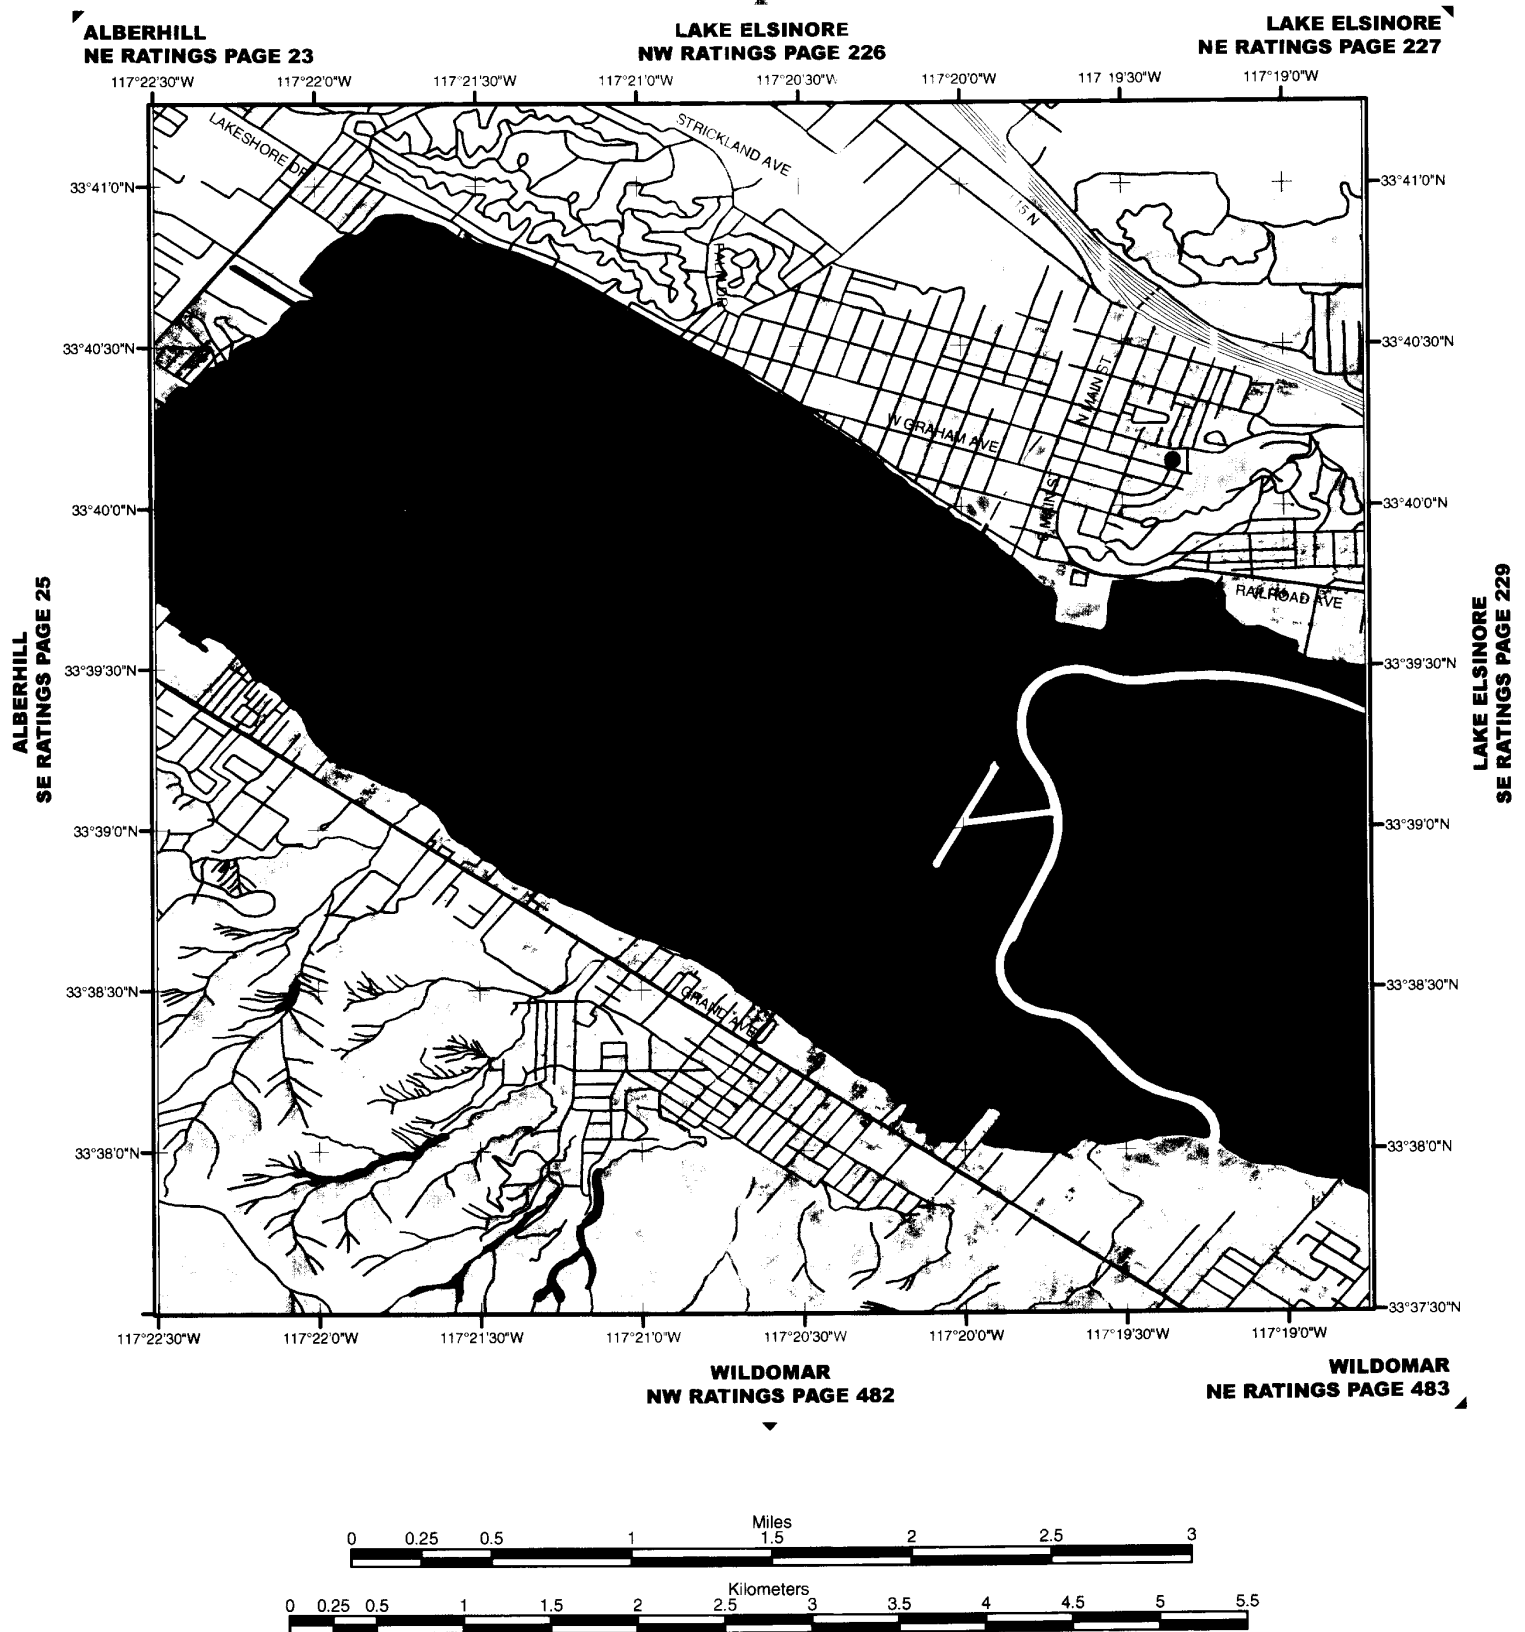 ALBERHILL
NE RATINGS PAGE 23
LAKE ELSINORE
NW RATINGS PAGE 226
LAKE ELSINORE
NE RATINGS PAGE 227
117°22'30"W
117°22'0"W
117°21'30"W
117°21'0"W
117°20'30"W
117°20'0"W
117 19'30"W
117°19'0"W
LAKESHORE DR
STRICKLAND AVE
15 N
33°41'0"N
33°41'0"N
33°40'30"N
33°40'30"N
N MAIN ST
W GRAHAM AVE
S MAIN ST
33°40'0"N
33°40'0"N
RAILROAD AVE
ALBERHILL
SE RATINGS PAGE 25
LAKE ELSINORE
SE RATINGS PAGE 229
33°39'30"N
33°39'30"N
33°39'0"N
33°39'0"N
33°38'30"N
33°38'30"N
GRAND AVE
33°38'0"N
33°38'0"N
33°37'30"N
117°22'30"W
117°22'0"W
117°21'30"W
117°21'0"W
117°20'30"W
117°20'0"W
117°19'30"W
117°19'0"W
WILDOMAR
NW RATINGS PAGE 482
WILDOMAR
NE RATINGS PAGE 483
Miles
0 0.25 0.5 1 1.5 2 2.5 3
Kilometers
0 0.25 0.5 1 1.5 2 2.5 3 3.5 4 4.5 5 5.5